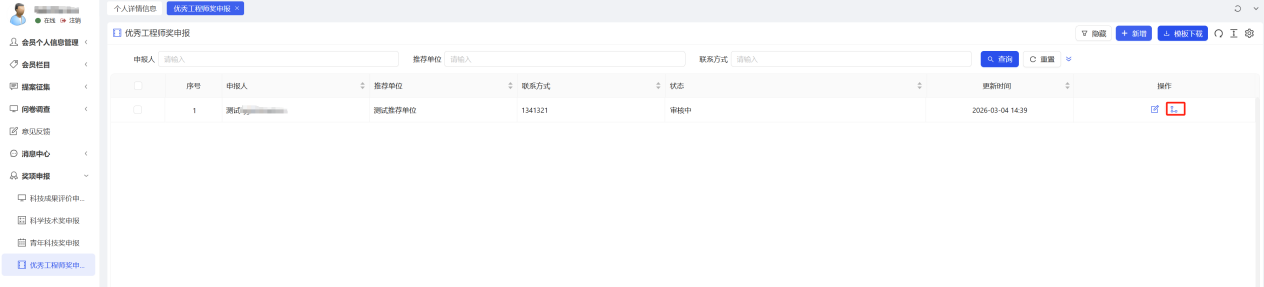 在线 注销
个人详情信息 优秀工程师奖申报 ×
会员个人信息管理
会员栏目
提案征集
问卷调查
意见反馈
消息中心
奖项申报
科技成果评价申...
科学技术奖申报
青年科技奖申报
优秀工程师奖申...
优秀工程师奖申报
隐藏 + 新增 模板下载
申报人 请输入 推荐单位 请输入 联系方式 请输入 查询 重置
序号 申报人 推荐单位 联系方式 状态 更新时间 操作
1 测试 测试推荐单位 1341321 审核中 2026-03-04 14:39